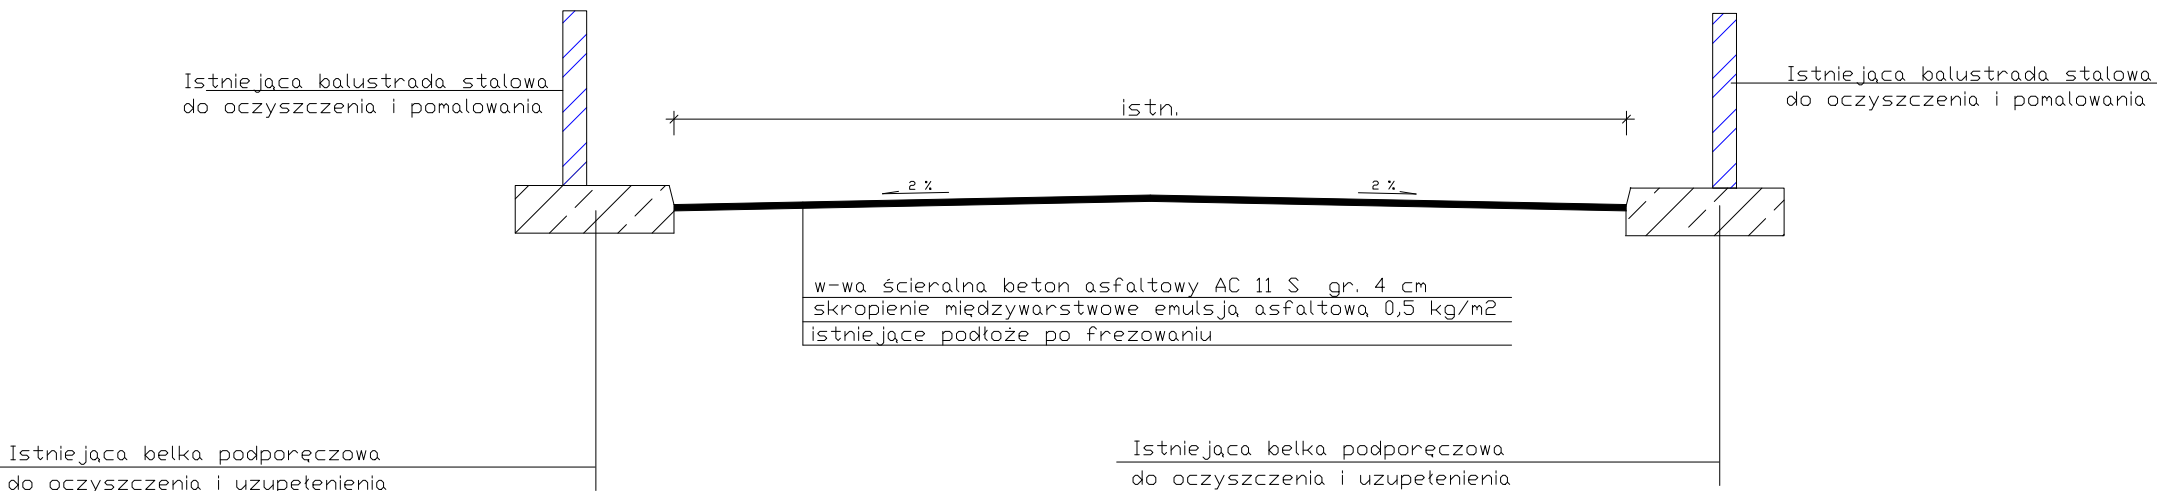 Istniejąca balustrada stalowa
do oczyszczenia i pomalowania
Istniejąca balustrada stalowa
do oczyszczenia i pomalowania
istn.
2 %
2 %
w-wa ścieralna beton asfaltowy AC 11 S gr. 4 cm
skropienie międzywarstwowe emulsją asfaltową 0,5 kg/m2
istniejące podłoże po frezowaniu
Istniejąca belka podporęczowa
do oczyszczenia i uzupełenienia
Istniejąca belka podporęczowa
do oczyszczenia i uzupełenienia